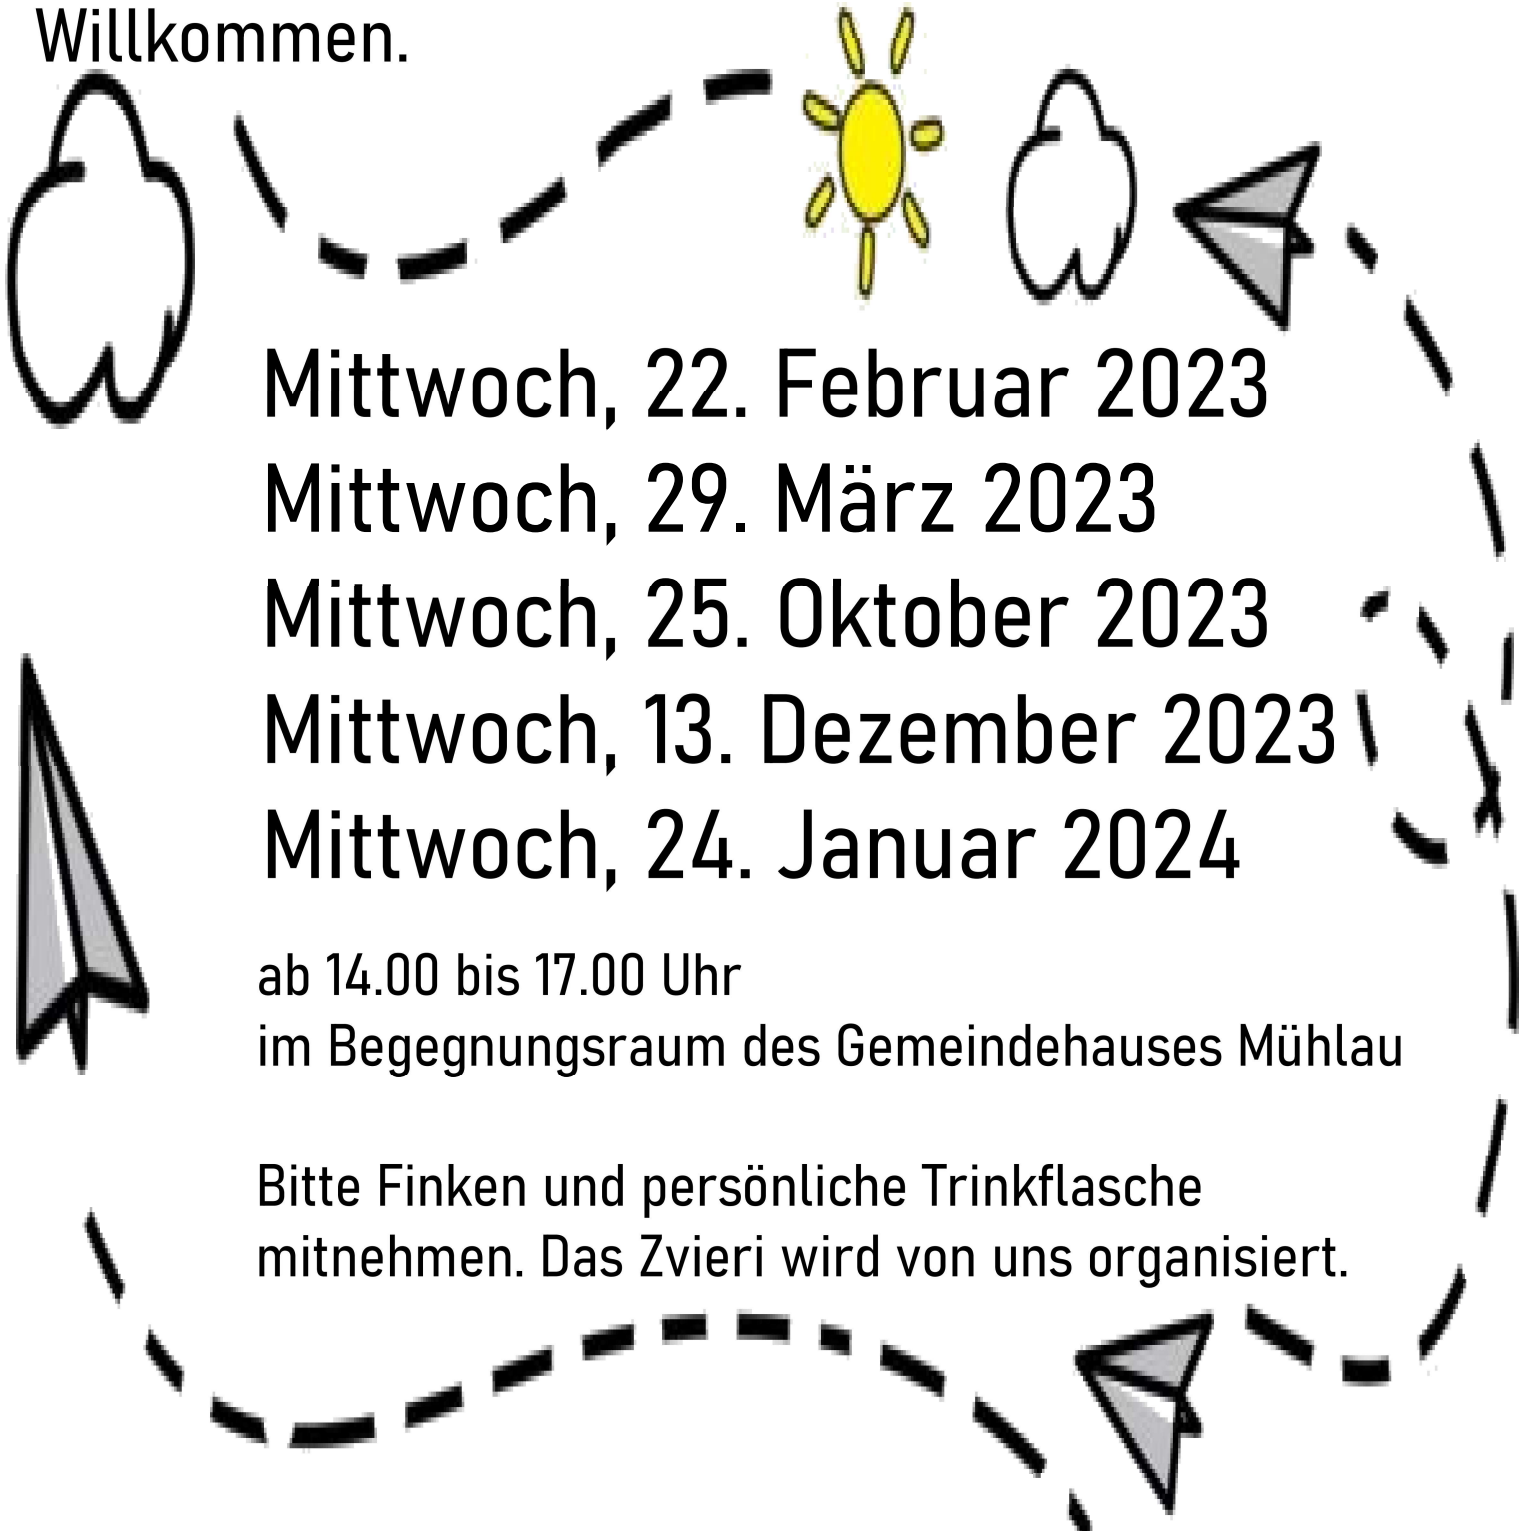 Willkommen.
Mittwoch, 22. Februar 2023
Mittwoch, 29. März 2023
Mittwoch, 25. Oktober 2023
Mittwoch, 13. Dezember 2023
Mittwoch, 24. Januar 2024
ab 14.00 bis 17.00 Uhr
im Begegnungsraum des Gemeindehauses Mühlau
Bitte Finken und persönliche Trinkflasche
mitnehmen. Das Zvieri wird von uns organisiert.